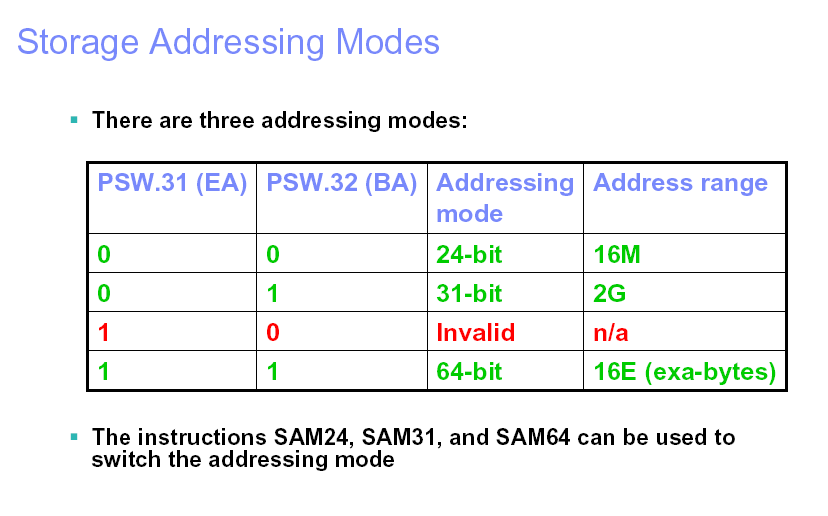 Storage Addressing Modes
There are three addressing modes:
PSW.31 (EA) PSW.32 (BA) Addressing mode Address range
0 0 24-bit 16M
0 1 31-bit 2G
1 0 Invalid n/a
1 1 64-bit 16E (exa-bytes)
The instructions SAM24, SAM31, and SAM64 can be used to
switch the addressing mode